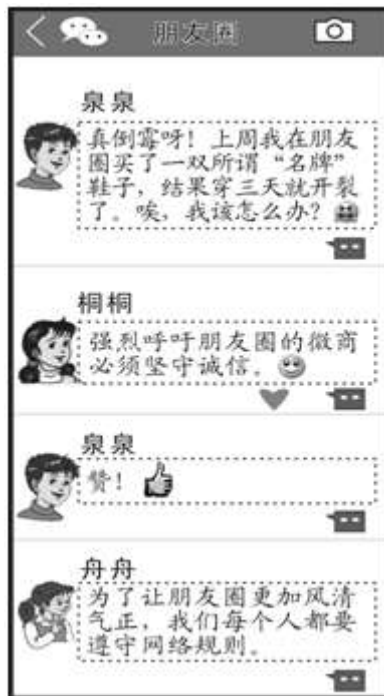 朋友圈
泉泉
真倒霉呀！上周我在朋友
圈买了一双所谓“名牌”
鞋子，结果穿三天就开裂
了。唉，我该怎么办？
桐桐
强烈呼吁朋友圈的微商
必须坚守诚信。
泉泉
赞！
舟舟
为了让朋友圈更加风清
气正，我们每个人都要
遵守网络规则。